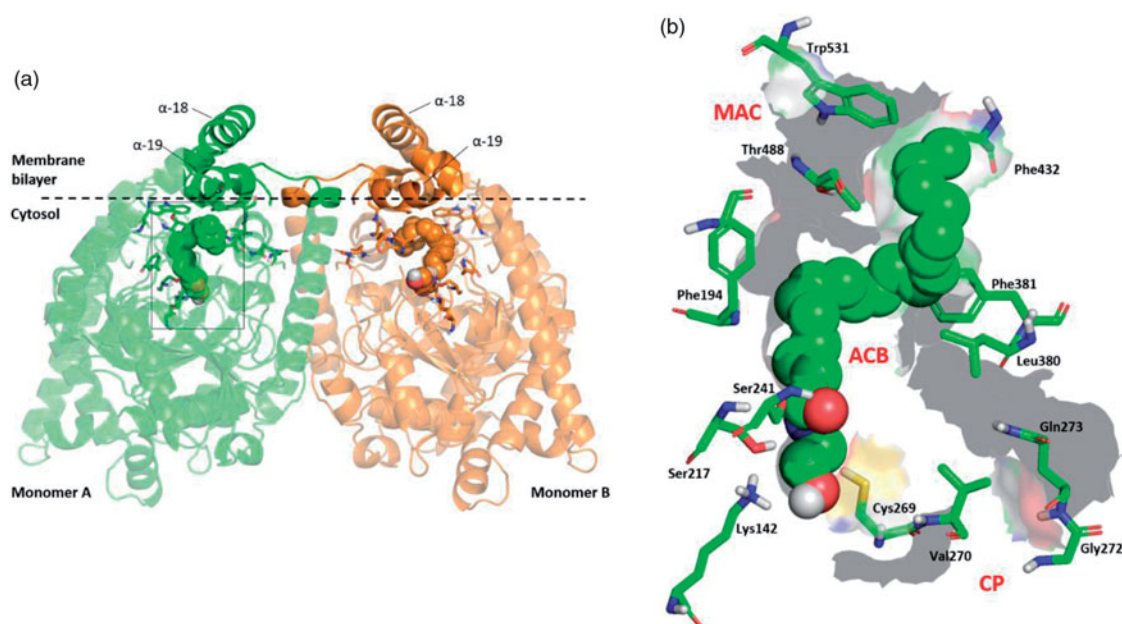 (a)
α-18
α-18
α-19
α-19
Membrane
bilayer
Cytosol
Monomer A
Monomer B
(b)
Trp531
MAC
Thr488
Phe432
Phe194
Phe381
ACB
Leu380
Ser241
Gln273
Ser217
Cys269
Lys142
Val270
Gly272
CP